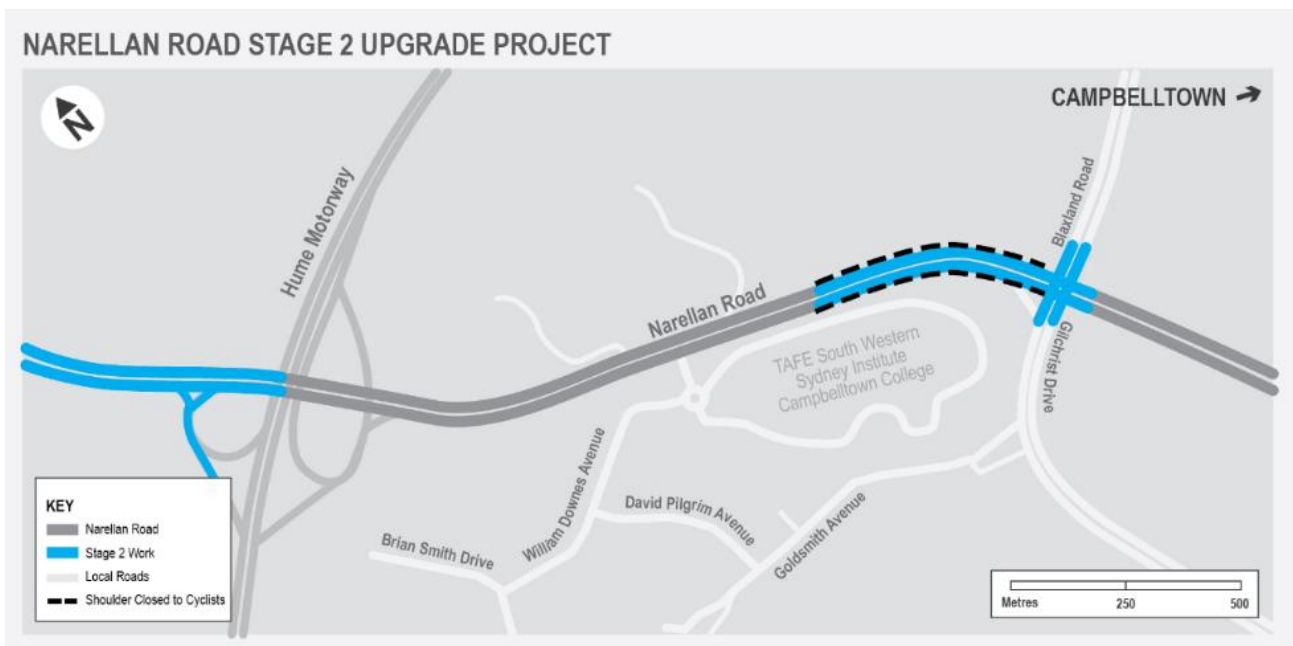 NARELLAN ROAD STAGE 2 UPGRADE PROJECT
N
CAMPBELLTOWN
Hume Motorway
Blaxland Road
Narellan Road
TAFE South Western
Sydney Institute
Campbelltown College
Gilchrist Drive
William Downes Avenue
David Pilgrim Avenue
Goldsmith Avenue
Brian Smith Drive
KEY
Narellan Road
Stage 2 Work
Local Roads
Shoulder Closed to Cyclists
Metres 250 500